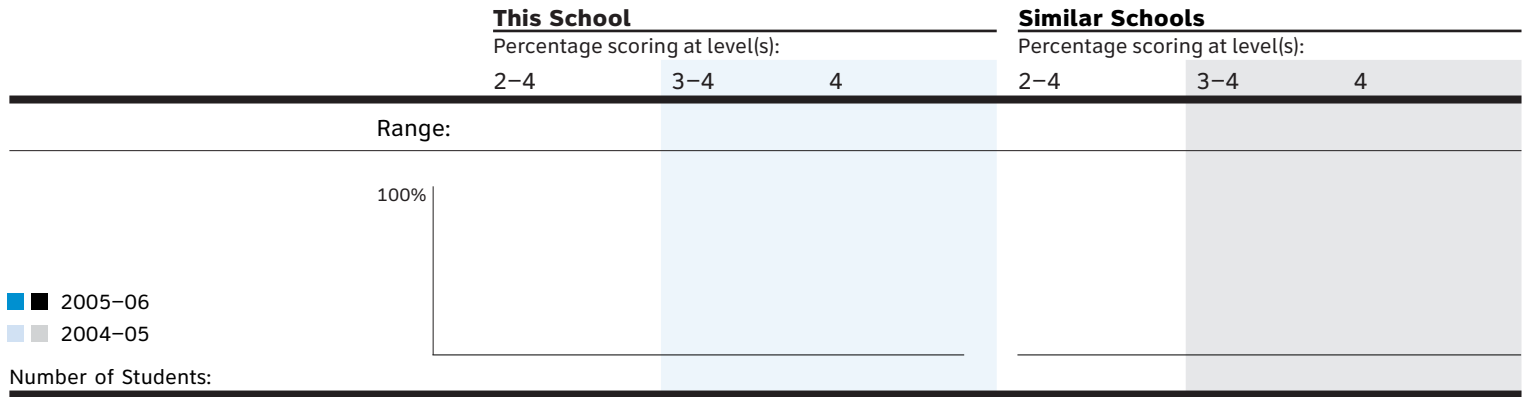 This School Similar Schools
Percentage scoring at level(s): Percentage scoring at level(s):
2–4 3–4 4 2–4 3–4 4
Range:
100%
2005–06
2004–05
Number of Students: